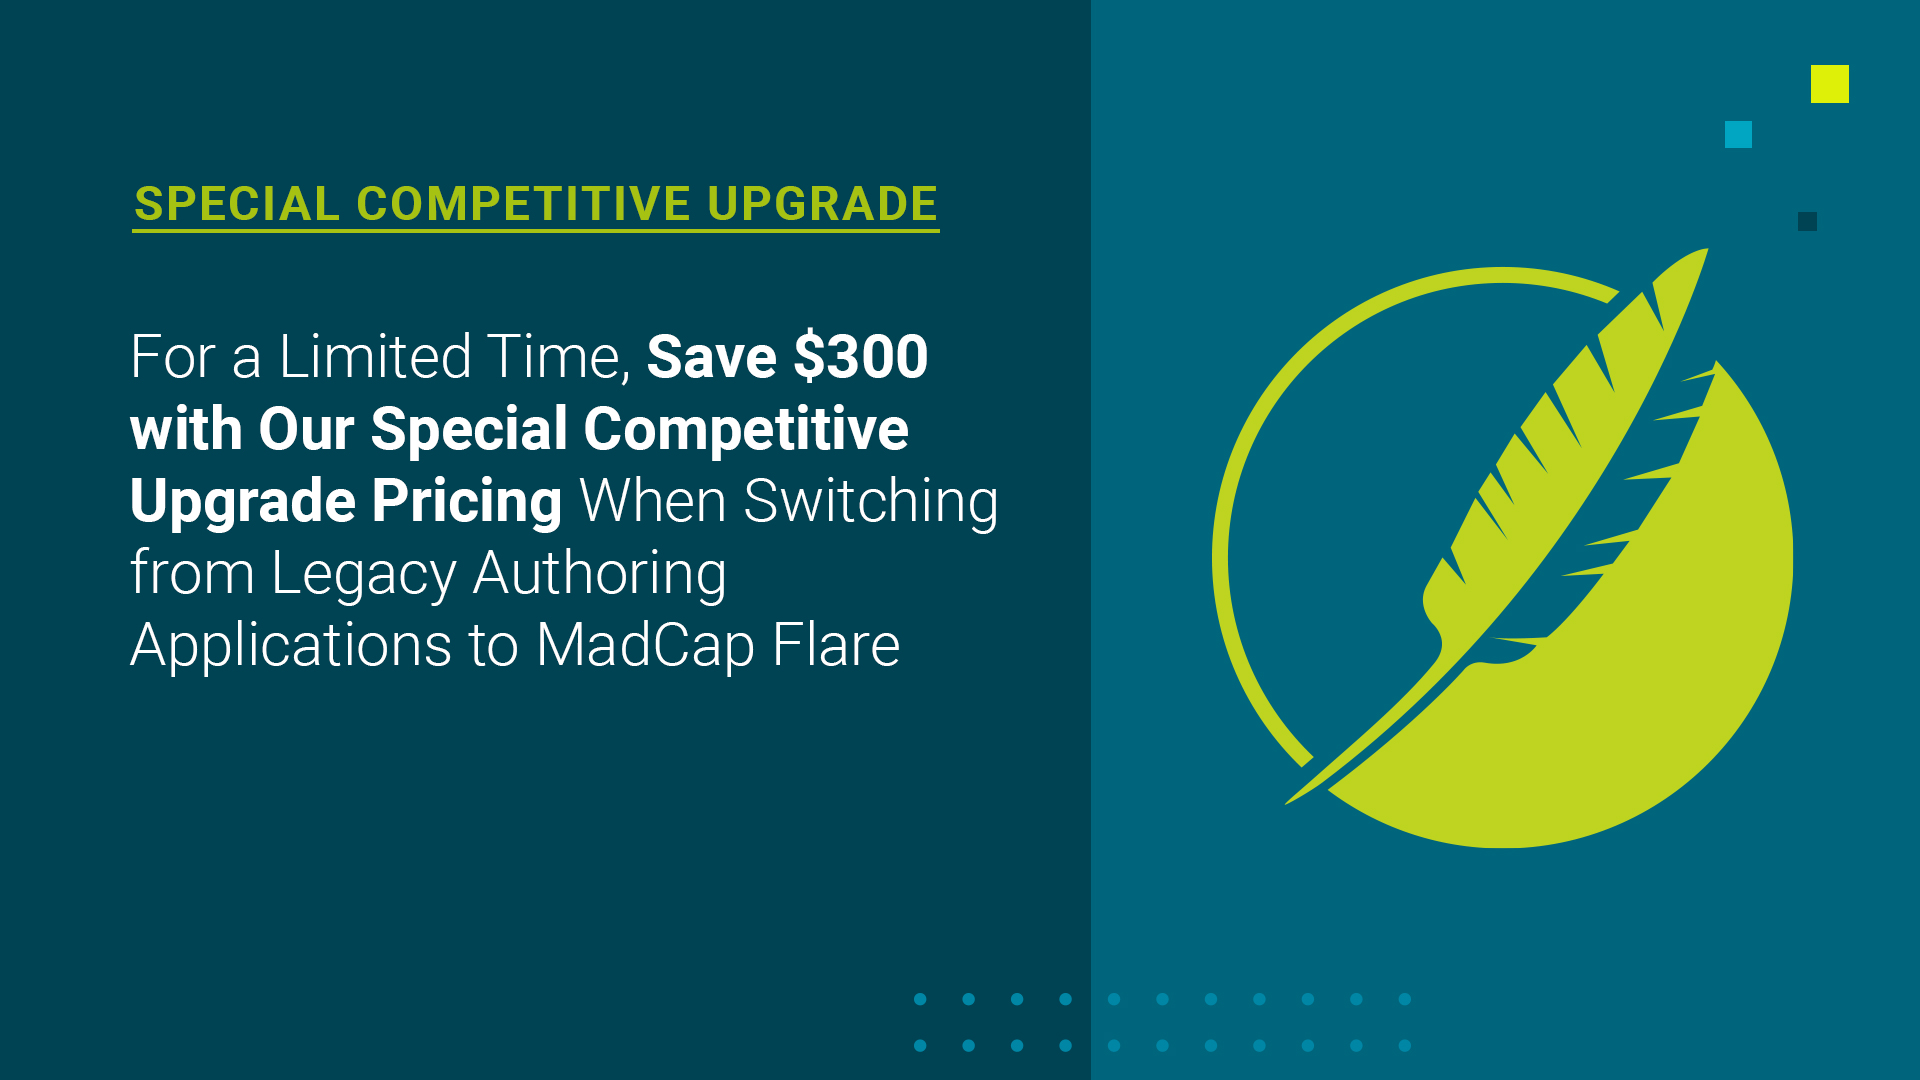 SPECIAL COMPETITIVE UPGRADE
For a Limited Time, Save $300
with Our Special Competitive
Upgrade Pricing When Switching
from Legacy Authoring
Applications to MadCap Flare